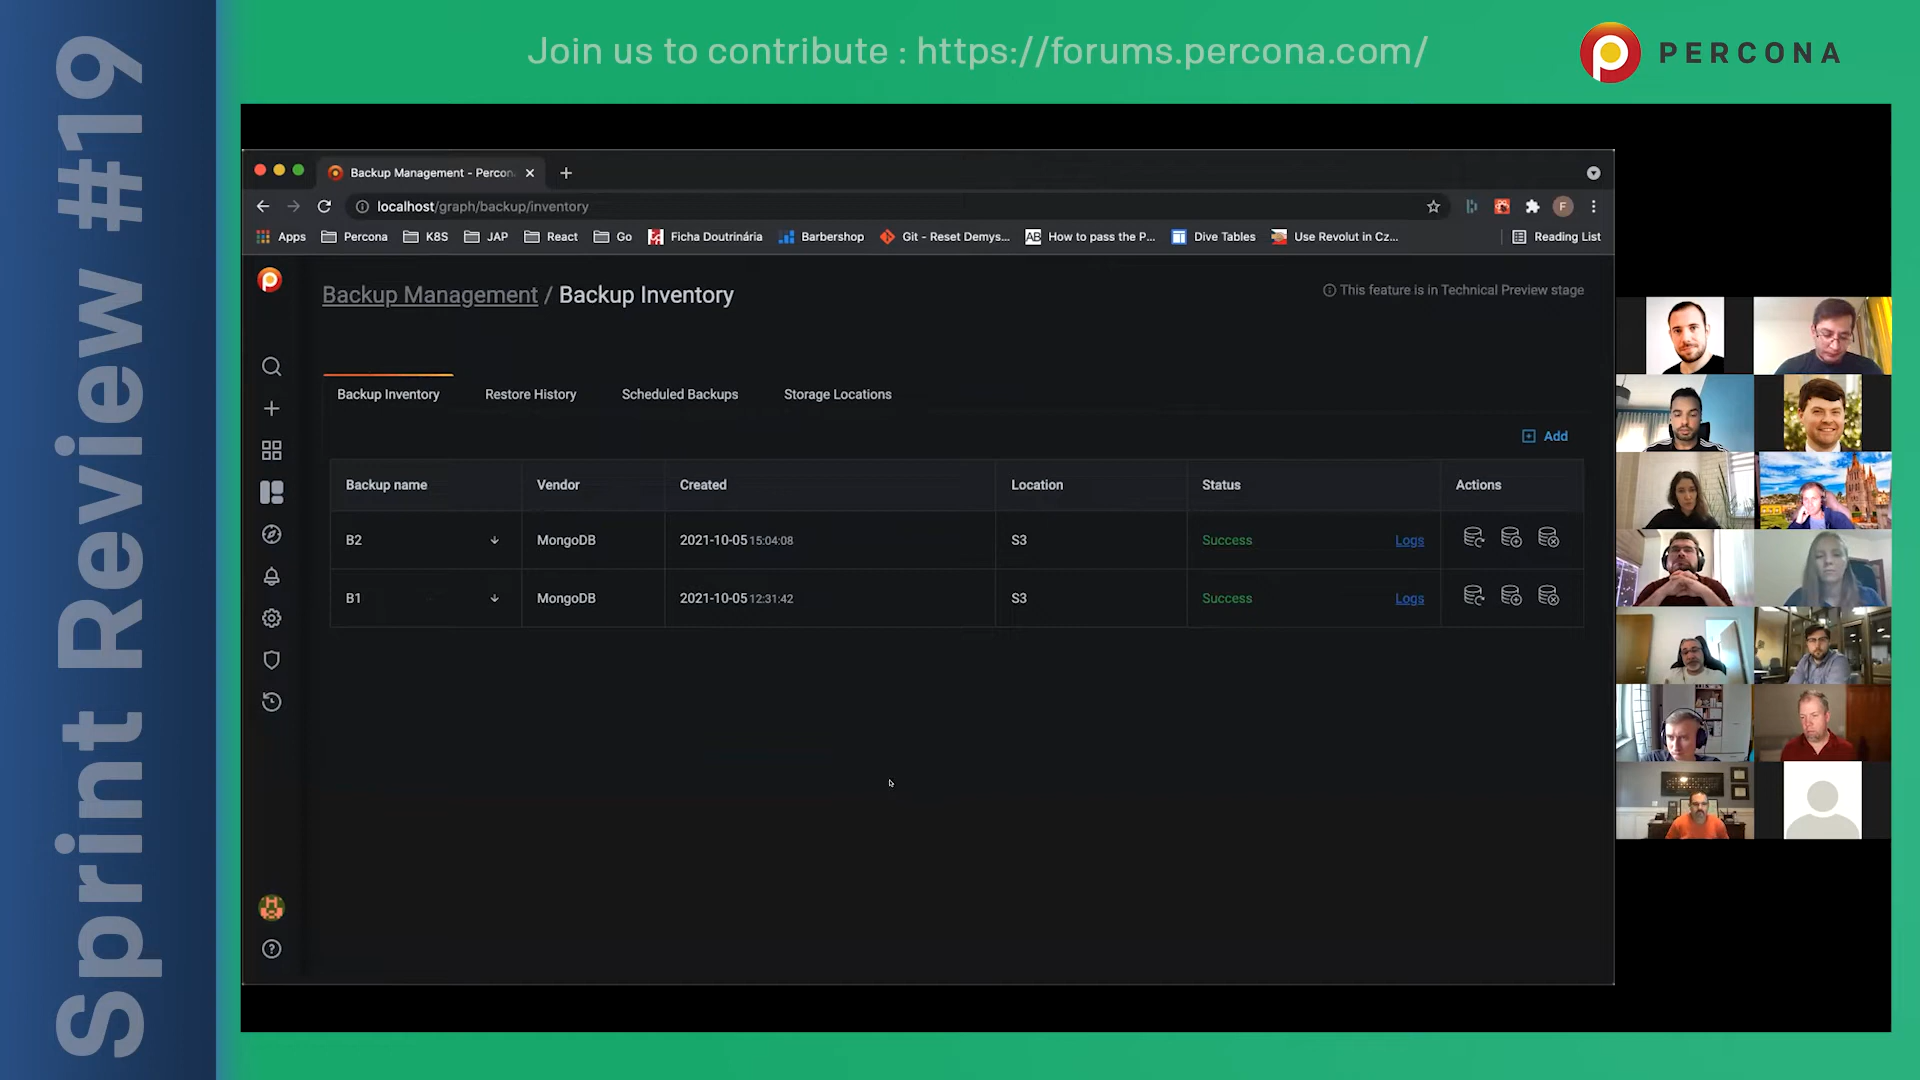 Sprint Review #19
Join us to contribute : https://forums.percona.com/
PERCONA
Backup Management - Percon
localhost/graph/backup/inventory
F
Apps
Percona
K8S
JAP
React
Go
Ficha Doutrinária
Barbershop
Git - Reset Demys...
AB How to pass the P...
Dive Tables
Use Revolut in Cz...
Reading List
Backup Management / Backup Inventory
This feature is in Technical Preview stage
Backup Inventory
Restore History
Scheduled Backups
Storage Locations
Add
Backup name Vendor Created Location Status Actions
B2 MongoDB 2021-10-05 15:04:08 S3 Success Logs
B1 MongoDB 2021-10-05 12:31:42 S3 Success Logs